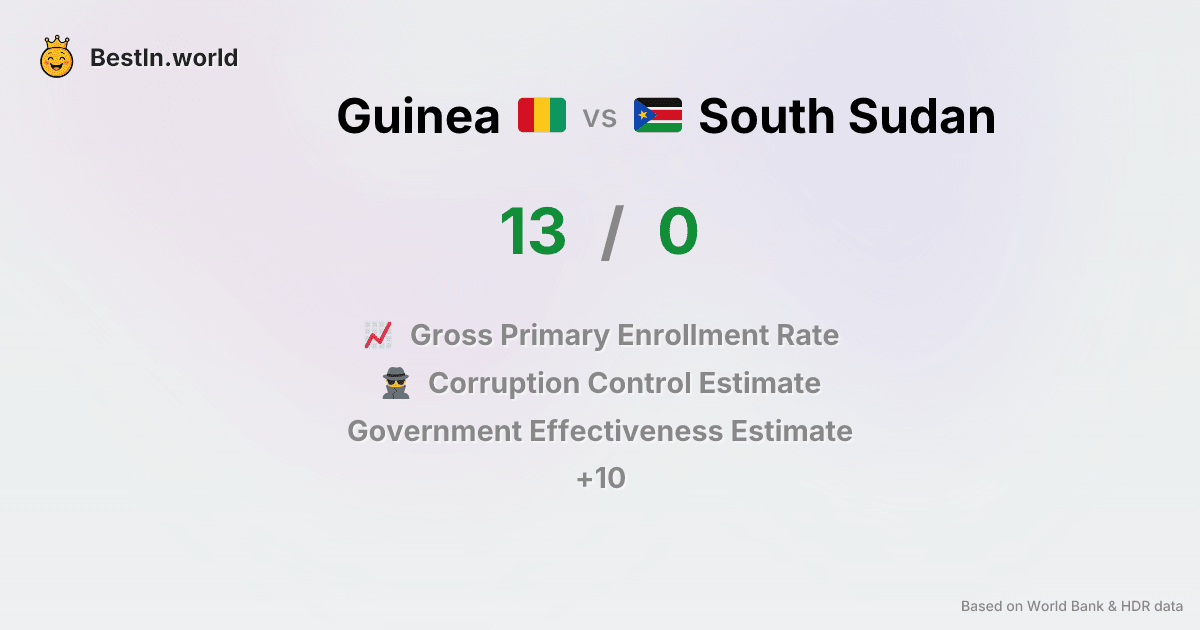 BestIn.world
Guinea vs South Sudan
13 / 0
Gross Primary Enrollment Rate
Corruption Control Estimate
Government Effectiveness Estimate
+10
Based on World Bank & HDR data